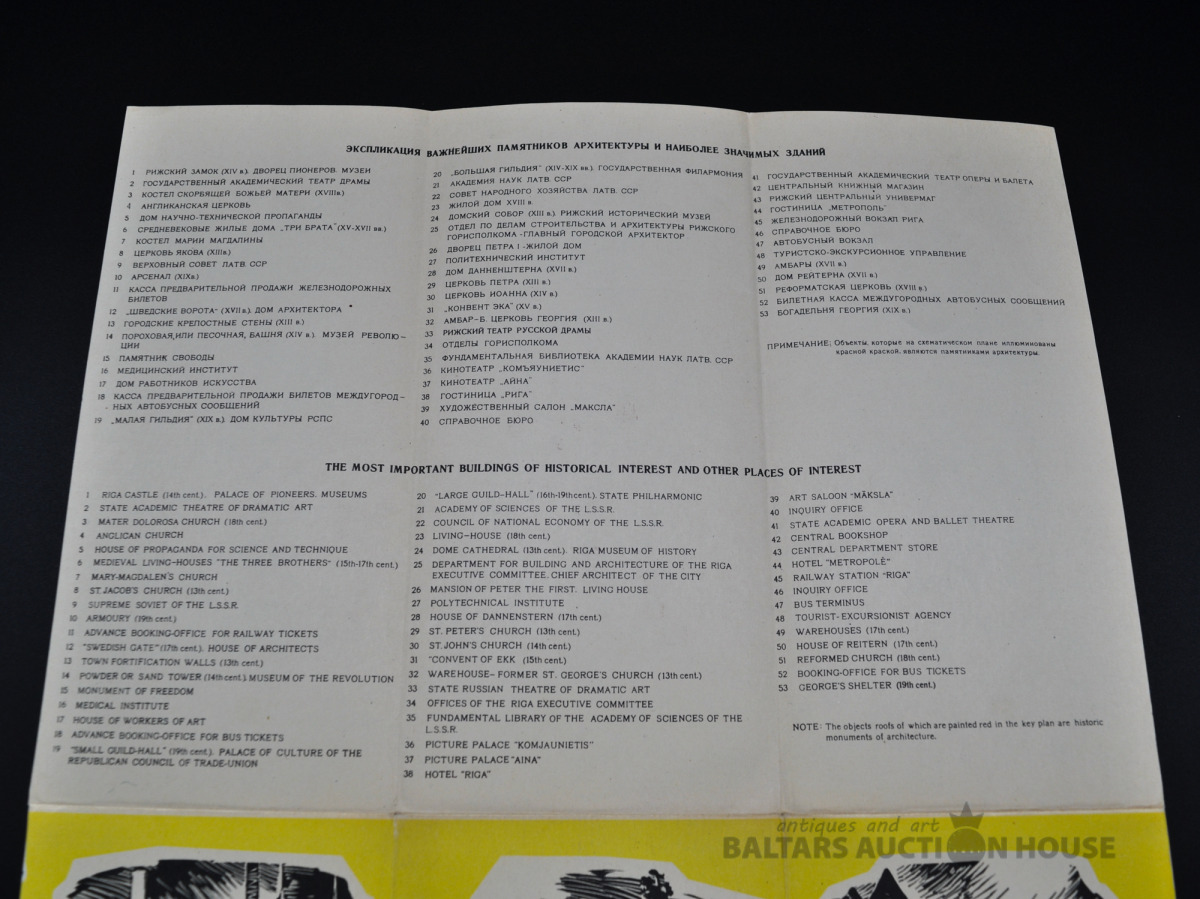 ЭКСПЛИКАЦИЯ ВАЖНЕЙШИХ ПАМЯТНИКОВ АРХИТЕКТУРЫ И НАИБОЛЕЕ ЗНАЧИМЫХ ЗДАНИЙ
1 РИЖСКИЙ ЗАМОК (XIV в.). ДВОРЕЦ ПИОНЕРОВ. МУЗЕИ
2 ГОСУДАРСТВЕННЫЙ АКАДЕМИЧЕСКИЙ ТЕАТР ДРАМЫ
3 КОСТЕЛ СКОРБЯЩЕЙ БОЖЬЕЙ МАТЕРИ (XVIIIв.)
4 АНГЛИКАНСКАЯ ЦЕРКОВЬ
5 ДОМ НАУЧНО-ТЕХНИЧЕСКОЙ ПРОПАГАНДЫ
6 СРЕДНЕВЕКОВЫЕ ЖИЛЫЕ ДОМА „ТРИ БРАТА" (XV-XVII вв.)
7 КОСТЕЛ МАРИИ МАГДАЛИНЫ
8 ЦЕРКОВЬ ЯКОВА (XIIIв.)
9 ВЕРХОВНЫЙ СОВЕТ ЛАТВ. ССР
10 АРСЕНАЛ (XIXв.)
11 КАССА ПРЕДВАРИТЕЛЬНОЙ ПРОДАЖИ ЖЕЛЕЗНОДОРОЖНЫХ
БИЛЕТОВ
12 „ШВЕДСКИЕ ВОРОТА" (XVIIв.). ДОМ АРХИТЕКТОРА
13 ГОРОДСКИЕ КРЕПОСТНЫЕ СТЕНЫ (XIII в.)
14 ПОРОХОВАЯ, ИЛИ ПЕСОЧНАЯ, БАШНЯ (XIV в.). МУЗЕЙ РЕВОЛЮ-
ЦИИ
15 ПАМЯТНИК СВОБОДЫ
16 МЕДИЦИНСКИЙ ИНСТИТУТ
17 ДОМ РАБОТНИКОВ ИСКУССТВА
18 КАССА ПРЕДВАРИТЕЛЬНОЙ ПРОДАЖИ БИЛЕТОВ МЕЖДУГОРОД-
НЫХ АВТОБУСНЫХ СООБЩЕНИЙ
19 „МАЛАЯ ГИЛЬДИЯ" (XIX в.). ДОМ КУЛЬТУРЫ РСПС
20 „БОЛЬШАЯ ГИЛЬДИЯ" (XIV-XIX вв.). ГОСУДАРСТВЕННАЯ ФИЛАРМОНИЯ
21 АКАДЕМИЯ НАУК ЛАТВ. ССР
22 СОВЕТ НАРОДНОГО ХОЗЯЙСТВА ЛАТВ. ССР
23 ЖИЛОЙ ДОМ XVIII в.
24 ДОМСКИЙ СОБОР (XIII в.). РИЖСКИЙ ИСТОРИЧЕСКИЙ МУЗЕЙ
25 ОТДЕЛ ПО ДЕЛАМ СТРОИТЕЛЬСТВА И АРХИТЕКТУРЫ РИЖСКОГО
ГОРИСПОЛКОМА - ГЛАВНЫЙ ГОРОДСКОЙ АРХИТЕКТОР
26 ДВОРЕЦ ПЕТРА I - ЖИЛОЙ ДОМ
27 ПОЛИТЕХНИЧЕСКИЙ ИНСТИТУТ
28 ДОМ ДАННЕНШТЕРНА (XVII в.)
29 ЦЕРКОВЬ ПЕТРА (XIII в.)
30 ЦЕРКОВЬ ИОАННА (XIV в.)
31 „КОНВЕНТ ЭКА" (XV в.)
32 АМБАР-Б. ЦЕРКОВЬ ГЕОРГИЯ (XIII в.)
33 РИЖСКИЙ ТЕАТР РУССКОЙ ДРАМЫ
34 ОТДЕЛЫ ГОРИСПОЛКОМА
35 ФУНДАМЕНТАЛЬНАЯ БИБЛИОТЕКА АКАДЕМИИ НАУК ЛАТВ. ССР
36 КИНОТЕАТР „КОМЪЯУНИЕТИС"
37 КИНОТЕАТР „АЙНА"
38 ГОСТИНИЦА „РИГА"
39 ХУДОЖЕСТВЕННЫЙ САЛОН „МАКСЛА"
40 СПРАВОЧНОЕ БЮРО
41 ГОСУДАРСТВЕННЫЙ АКАДЕМИЧЕСКИЙ ТЕАТР ОПЕРЫ И БАЛЕТА
42 ЦЕНТРАЛЬНЫЙ КНИЖНЫЙ МАГАЗИН
43 РИЖСКИЙ ЦЕНТРАЛЬНЫЙ УНИВЕРМАГ
44 ГОСТИНИЦА „МЕТРОПОЛЬ"
45 ЖЕЛЕЗНОДОРОЖНЫЙ ВОКЗАЛ РИГА
46 СПРАВОЧНОЕ БЮРО
47 АВТОБУСНЫЙ ВОКЗАЛ
48 ТУРИСТСКО-ЭКСКУРСИОННОЕ УПРАВЛЕНИЕ
49 АМБАРЫ (XVII в.)
50 ДОМ РЕЙТЕРНА (XVII в.)
51 РЕФОРМАТСКАЯ ЦЕРКОВЬ (XVIII в.)
52 БИЛЕТНАЯ КАССА МЕЖДУГОРОДНЫХ АВТОБУСНЫХ СООБЩЕНИЙ
53 БОГАДЕЛЬНЯ ГЕОРГИЯ (XIX в.)
ПРИМЕЧАНИЕ: Объекты, которые на схематическом плане иллюминованы
красной краской, являются памятниками архитектуры.
THE MOST IMPORTANT BUILDINGS OF HISTORICAL INTEREST AND OTHER PLACES OF INTEREST
1 RIGA CASTLE (14th cent.). PALACE OF PIONEERS. MUSEUMS
2 STATE ACADEMIC THEATRE OF DRAMATIC ART
3 MATER DOLOROSA CHURCH (18th cent.)
4 ANGLICAN CHURCH
5 HOUSE OF PROPAGANDA FOR SCIENCE AND TECHNIQUE
6 MEDIEVAL LIVING-HOUSES "THE THREE BROTHERS" (15th-17th cent.)
7 MARY-MAGDALEN'S CHURCH
8 ST.JACOB'S CHURCH (13th cent.)
9 SUPREME SOVIET OF THE L.S.S.R.
10 ARMOURY (19th cent.)
11 ADVANCE BOOKING-OFFICE FOR RAILWAY TICKETS
12 "SWEDISH GATE" (17th cent.). HOUSE OF ARCHITECTS
13 TOWN FORTIFICATION WALLS (13th cent.)
14 POWDER OR SAND TOWER (14th cent.). MUSEUM OF THE REVOLUTION
15 MONUMENT OF FREEDOM
16 MEDICAL INSTITUTE
17 HOUSE OF WORKERS OF ART
18 ADVANCE BOOKING-OFFICE FOR BUS TICKETS
19 "SMALL GUILD-HALL" (19th cent.). PALACE OF CULTURE OF THE
REPUBLICAN COUNCIL OF TRADE-UNION
20 "LARGE GUILD-HALL" (16th-19th cent.). STATE PHILHARMONIC
21 ACADEMY OF SCIENCES OF THE L.S.S.R.
22 COUNCIL OF NATIONAL ECONOMY OF THE L.S.S.R.
23 LIVING-HOUSE (18th cent.)
24 DOME CATHEDRAL (13th cent.). RIGA MUSEUM OF HISTORY
25 DEPARTMENT FOR BUILDING AND ARCHITECTURE OF THE RIGA
EXECUTIVE COMMITTEE. CHIEF ARCHITECT OF THE CITY
26 MANSION OF PETER THE FIRST. LIVING HOUSE
27 POLYTECHNICAL INSTITUTE
28 HOUSE OF DANNENSTERN (17th cent.)
29 ST. PETER'S CHURCH (13th cent.)
30 ST.JOHN'S CHURCH (14th cent.)
31 "CONVENT OF EKK (15th cent.)
32 WAREHOUSE-FORMER ST. GEORGE'S CHURCH (13th cent.)
33 STATE RUSSIAN THEATRE OF DRAMATIC ART
34 OFFICES OF THE RIGA EXECUTIVE COMMITTEE
35 FUNDAMENTAL LIBRARY OF THE ACADEMY OF SCIENCES OF THE
L.S.S.R.
36 PICTURE PALACE "KOMJAUNIETIS"
37 PICTURE PALACE "AINA"
38 HOTEL "RIGA"
39 ART SALOON "MĀKSLA"
40 INQUIRY OFFICE
41 STATE ACADEMIC OPERA AND BALLET THEATRE
42 CENTRAL BOOKSHOP
43 CENTRAL DEPARTMENT STORE
44 HOTEL "METROPOLE"
45 RAILWAY STATION "RIGA"
46 INQUIRY OFFICE
47 BUS TERMINUS
48 TOURIST-EXCURSIONIST AGENCY
49 WAREHOUSES (17th cent.)
50 HOUSE OF REITERN (17th cent.)
51 REFORMED CHURCH (18th cent.)
52 BOOKING-OFFICE FOR BUS TICKETS
53 GEORGE'S SHELTER (19th cent.)
NOTE: The objects roofs of which are painted red in the key plan are historic
monuments of architecture.
antiques and art
BALTARS AUCTION HOUSE